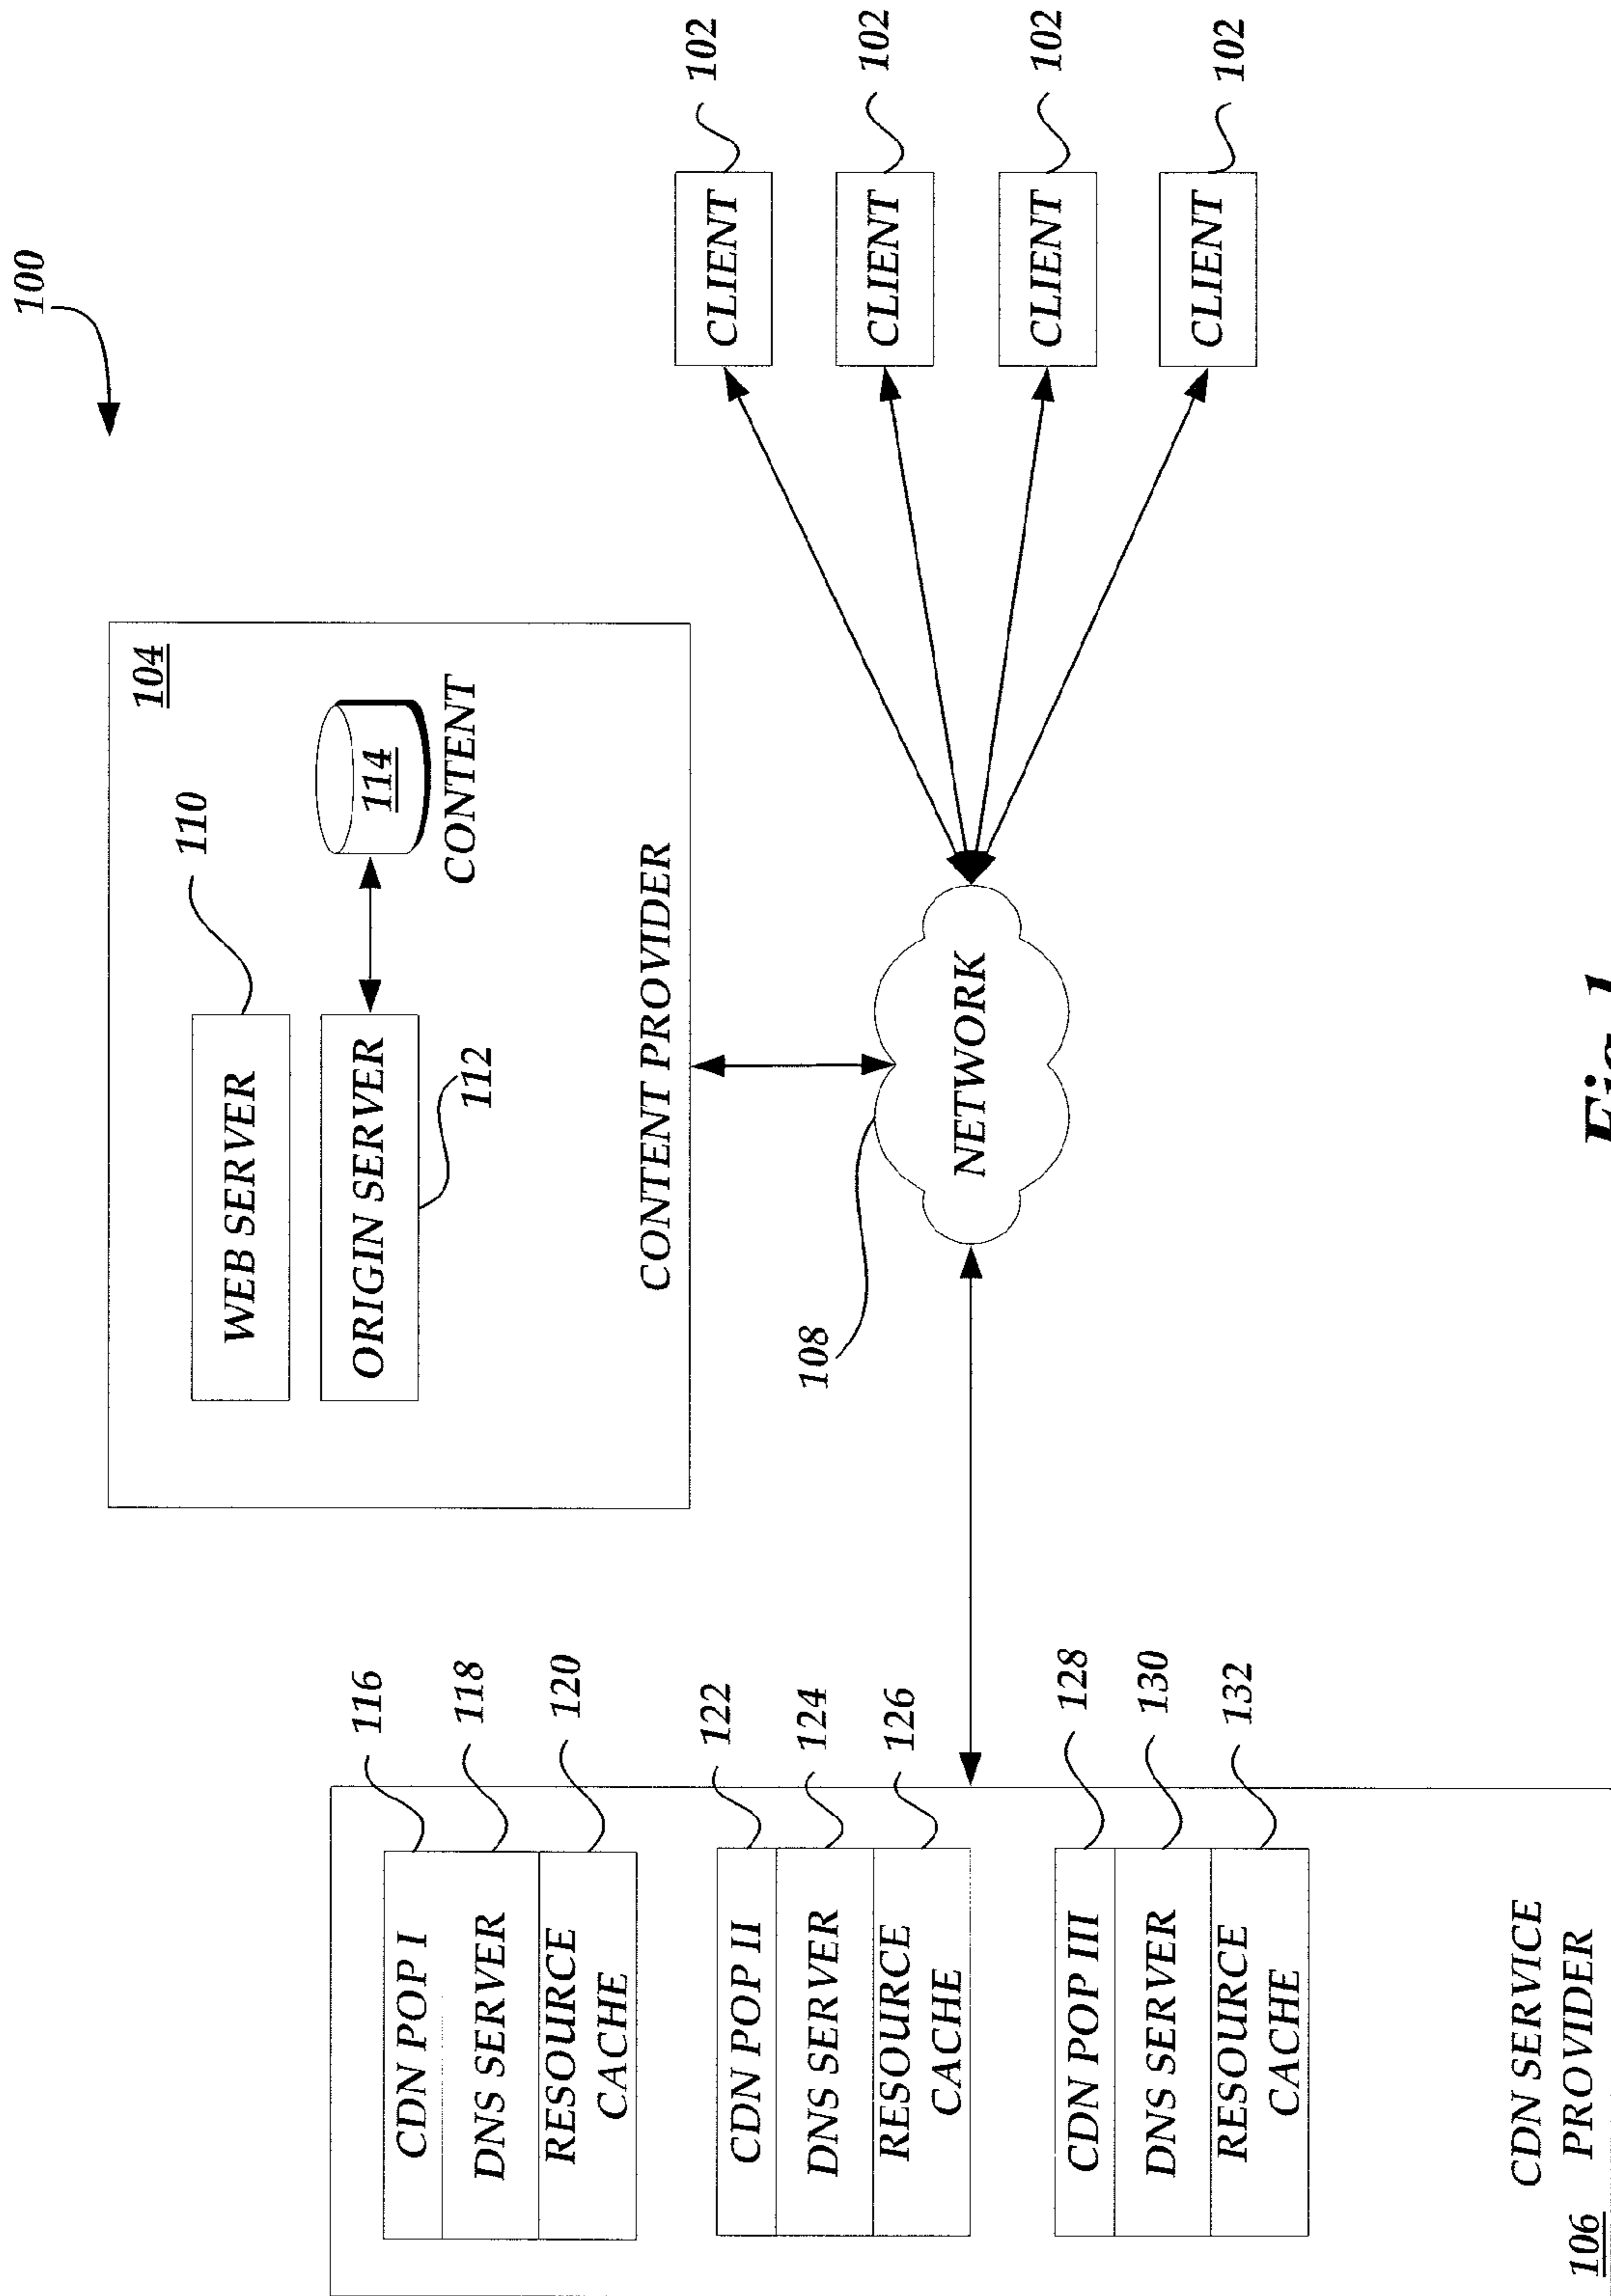 100
104
WEB SERVER
110
ORIGIN SERVER
112
114
CONTENT
CONTENT PROVIDER
CDN POP I
116
DNS SERVER
118
RESOURCE
CACHE
120
CDN POP II
122
DNS SERVER
124
RESOURCE
CACHE
126
CDN POP III
128
DNS SERVER
130
RESOURCE
CACHE
132
CDN SERVICE
PROVIDER
106
108
NETWORK
CLIENT
102
CLIENT
102
CLIENT
102
CLIENT
102
Fig. 1